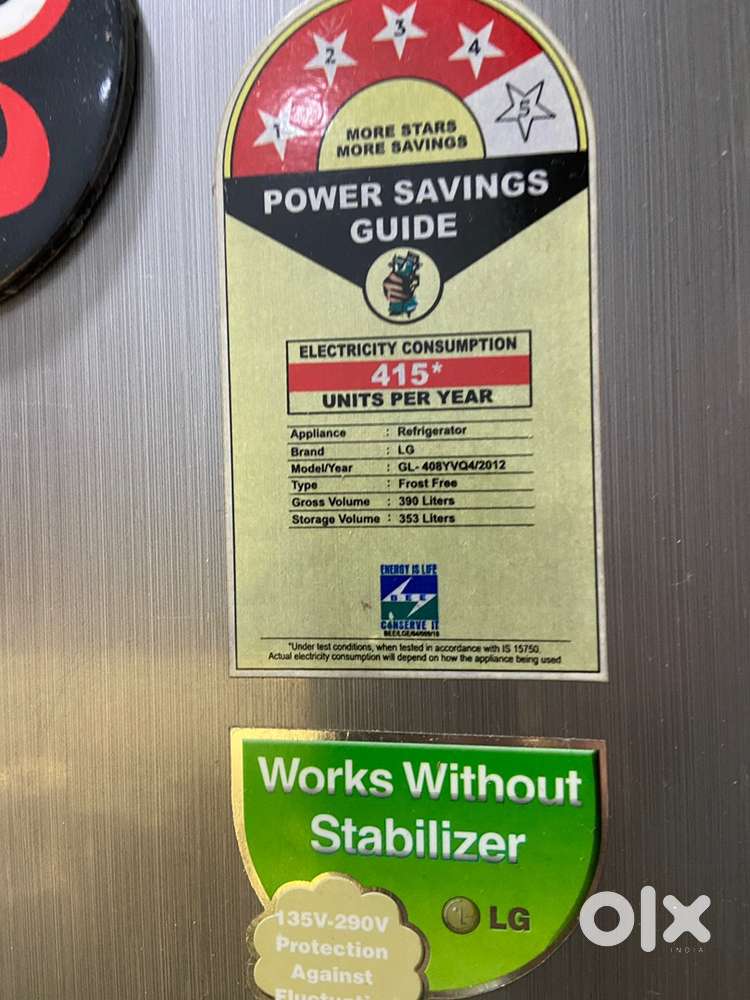 1 2 3 4 5
MORE STARS
MORE SAVINGS
POWER SAVINGS
GUIDE
ELECTRICITY CONSUMPTION
415*
UNITS PER YEAR
Appliance : Refrigerator
Brand : LG
Model/Year : GL- 408YVQ4/2012
Type : Frost Free
Gross Volume : 390 Liters
Storage Volume : 353 Liters
ENERGY IS LIFE
BEE
CONSERVE IT
*Under test conditions, when tested in accordance with IS 15750.
Actual electricity consumption will depend on how the appliance being used
Works Without
Stabilizer
LG
135V-290V
Protection
Against
olx
INDIA